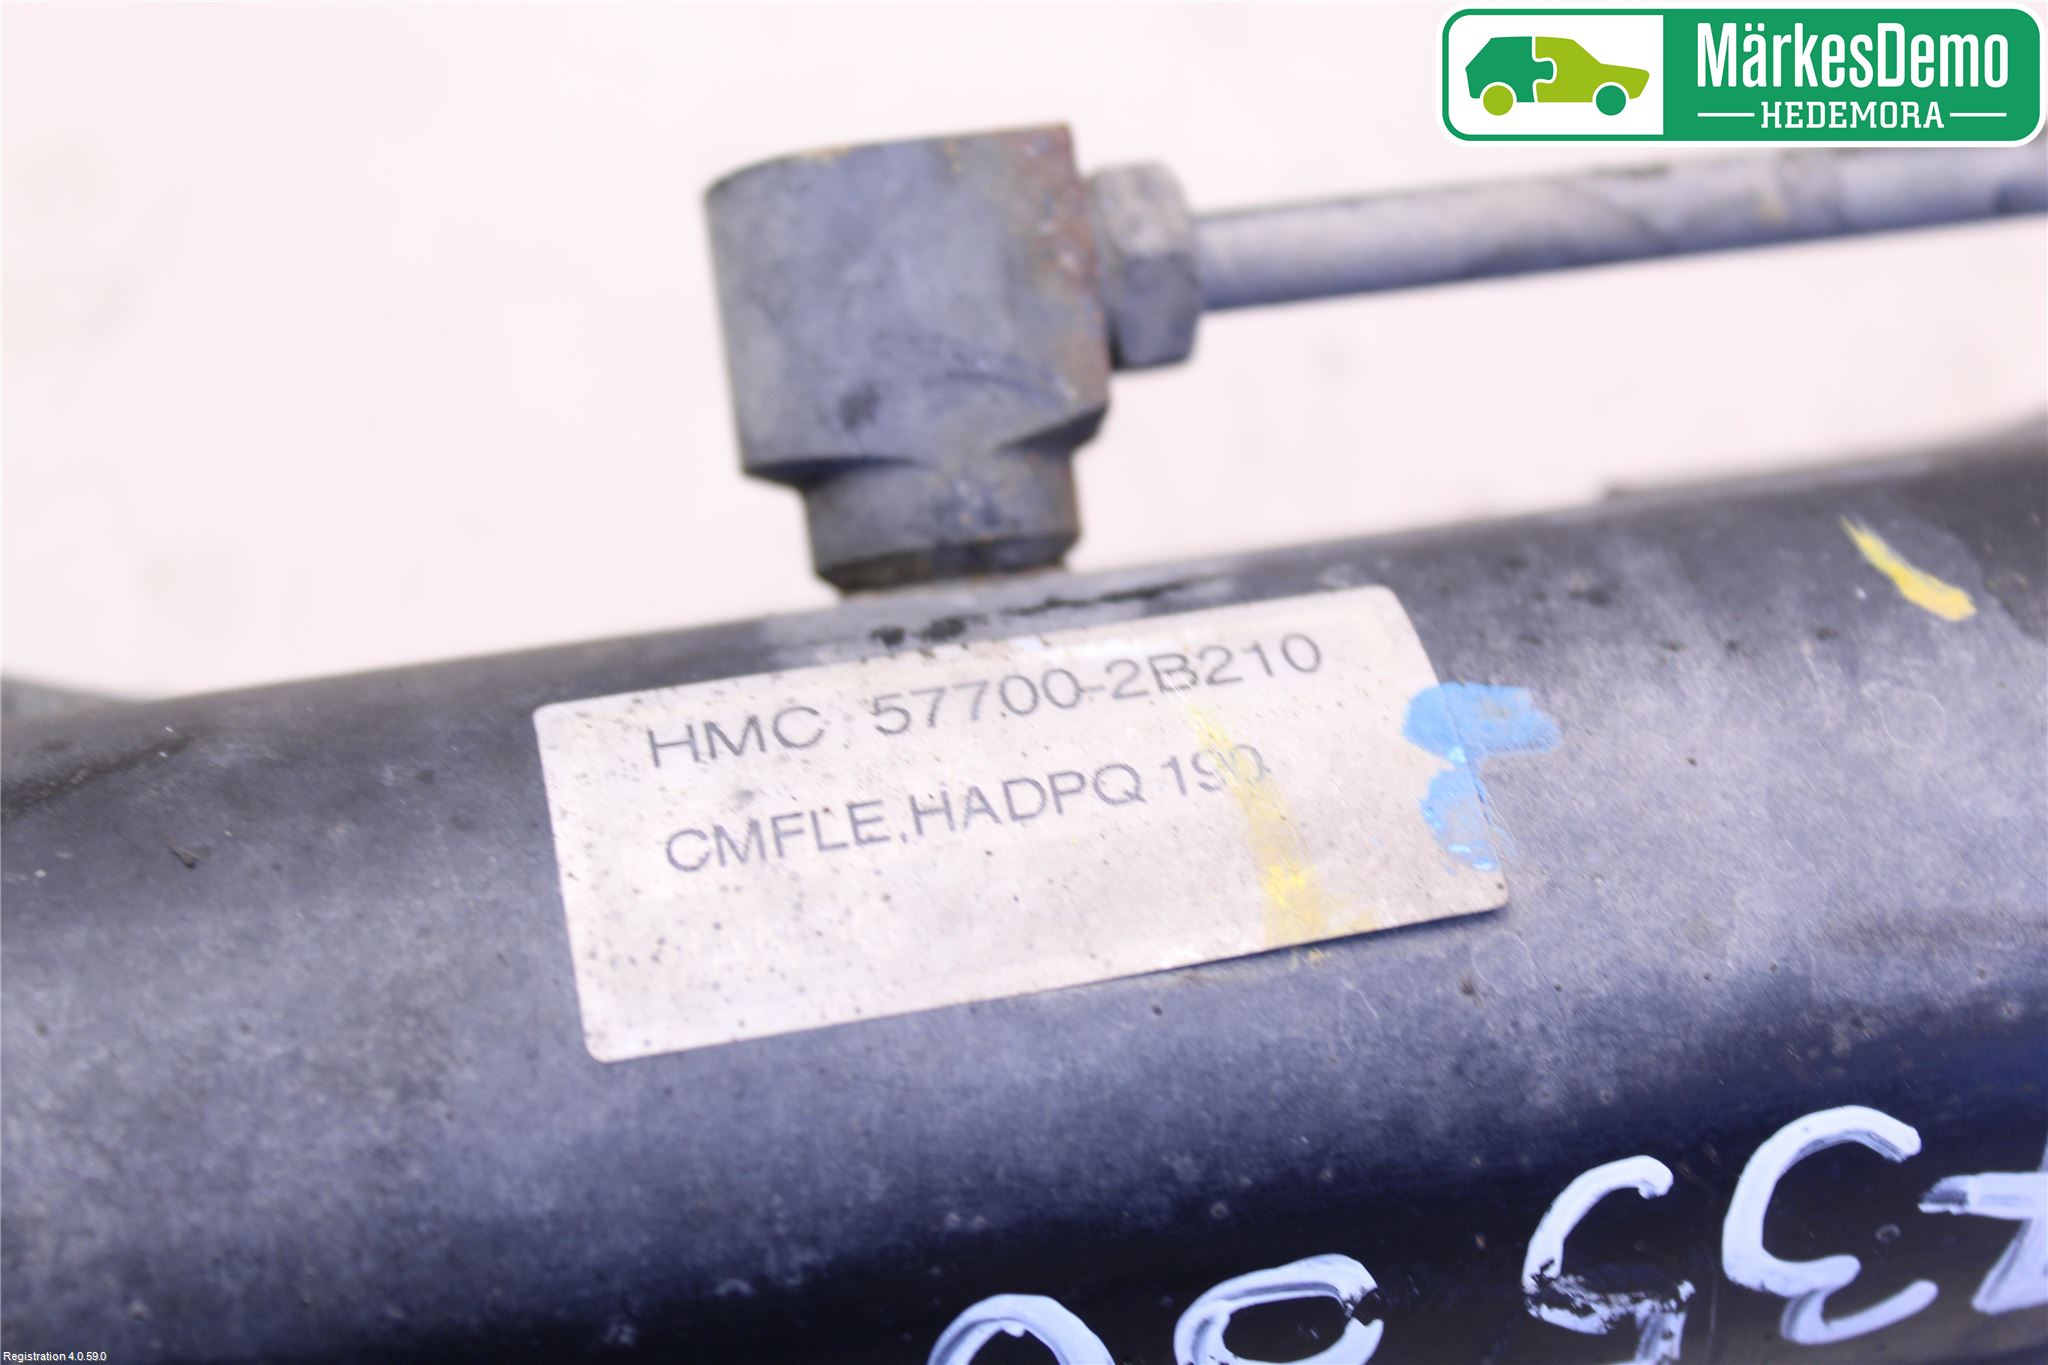 MärkesDemo
HEDEMORA
HMC 57700-2B210
CMFLE,HADPQ 190
Registration 4.0.59.0